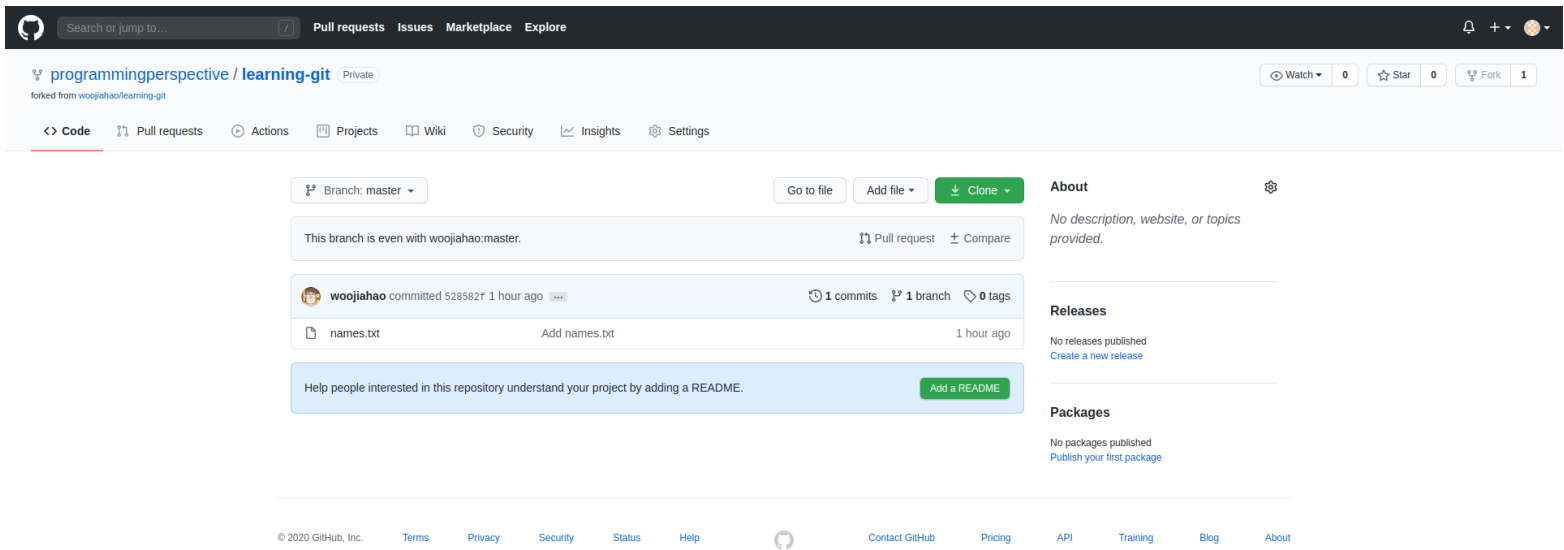 Search or jump to… /
Pull requests Issues Marketplace Explore
programmingperspective / learning-git Private
forked from woojiahao/learning-git
Watch 0 Star 0 Fork 1
Code Pull requests Actions Projects Wiki Security Insights Settings
Branch: master Go to file Add file Clone
This branch is even with woojiahao:master. Pull request Compare
woojiahao committed 528582f 1 hour ago … 1 commits 1 branch 0 tags
names.txt Add names.txt 1 hour ago
Help people interested in this repository understand your project by adding a README. Add a README
About
No description, website, or topics
provided.
Releases
No releases published
Create a new release
Packages
No packages published
Publish your first package
© 2020 GitHub, Inc. Terms Privacy Security Status Help Contact GitHub Pricing API Training Blog About